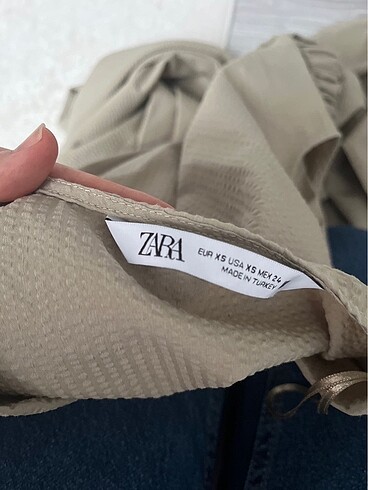 ZARA
EUR XS USA XS MEX 24
MADE IN TURKEY